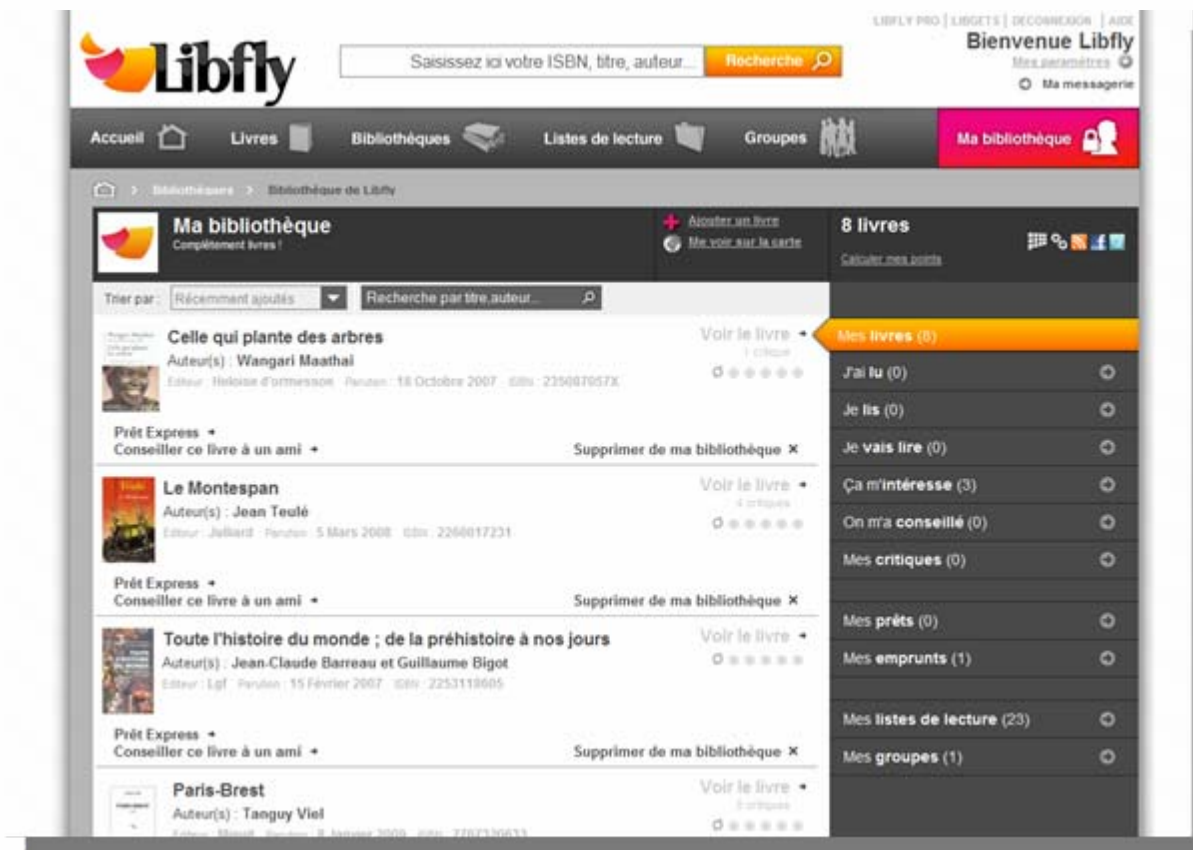 LIBFLY PRO | LIBGETS | DECONNEXION | AIDE
Libfly
Saisissez ici votre ISBN, titre, auteur...
Recherche
Bienvenue Libfly
Mes paramètres
Ma messagerie
Accueil
Livres
Bibliothèques
Listes de lecture
Groupes
Ma bibliothèque
> Bibliothèques > Bibliothèque de Libfly
Ma bibliothèque
Complètement livres !
Ajouter un livre
Me voir sur la carte
8 livres
Calculer mes points
Trier par :
Récemment ajoutés
Recherche par titre,auteur...
Celle qui plante des arbres
Voir le livre
Auteur(s) : Wangari Maathai
1 critique
Editeur : Heloise d'ormesson Parution : 18 Octobre 2007 ISBN : 235087057X
Prêt Express
Conseiller ce livre à un ami
Supprimer de ma bibliothèque X
Le Montespan
Voir le livre
Auteur(s) : Jean Teulé
4 critiques
Editeur : Julliard Parution : 5 Mars 2008 ISBN : 2260017231
Prêt Express
Conseiller ce livre à un ami
Supprimer de ma bibliothèque X
Toute l'histoire du monde ; de la préhistoire à nos jours
Voir le livre
Auteur(s) : Jean-Claude Barreau et Guillaume Bigot
Editeur : Lgf Parution : 15 Février 2007 ISBN : 2253118605
Prêt Express
Conseiller ce livre à un ami
Supprimer de ma bibliothèque X
Paris-Brest
Voir le livre
Auteur(s) : Tanguy Viel
critiques
Editeur : Minuit Parution : 8 Janvier 2009 ISBN : 2707320633
Mes livres (8)
J'ai lu (0)
Je lis (0)
Je vais lire (0)
Ça m'intéresse (3)
On m'a conseillé (0)
Mes critiques (0)
Mes prêts (0)
Mes emprunts (1)
Mes listes de lecture (23)
Mes groupes (1)